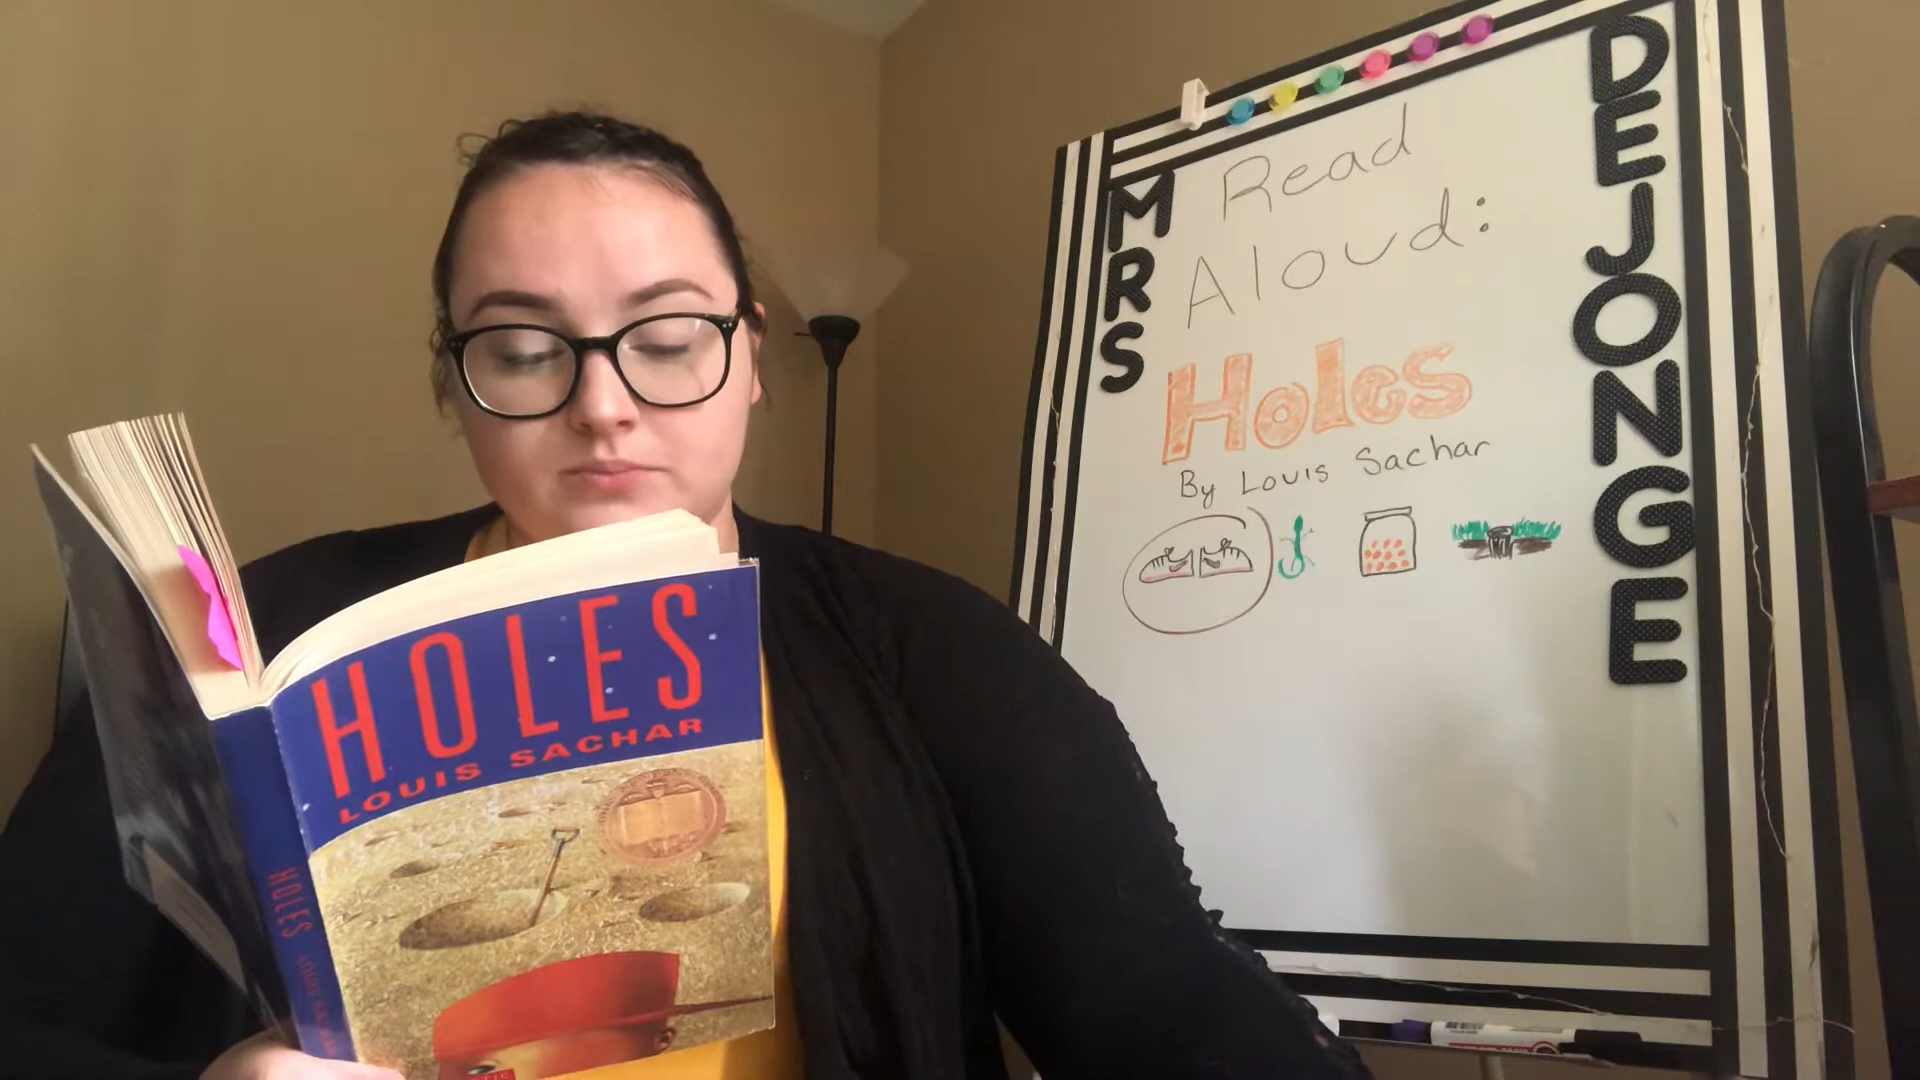 MRS
DEJONGE
Read
Aloud:
Holes
By Louis Sachar
HOLES
LOUIS SACHAR
HOLES